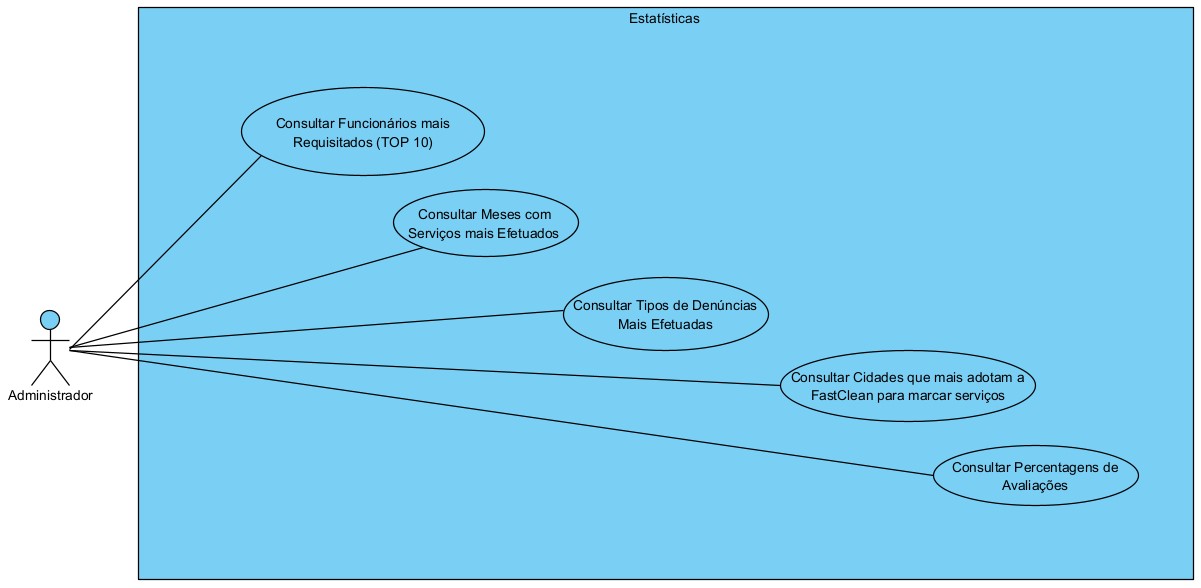 Estatísticas
Consultar Funcionários mais
Requisitados (TOP 10)
Consultar Meses com
Serviços mais Efetuados
Consultar Tipos de Denúncias
Mais Efetuadas
Consultar Cidades que mais adotam a
FastClean para marcar serviços
Administrador
Consultar Percentagens de
Avaliações